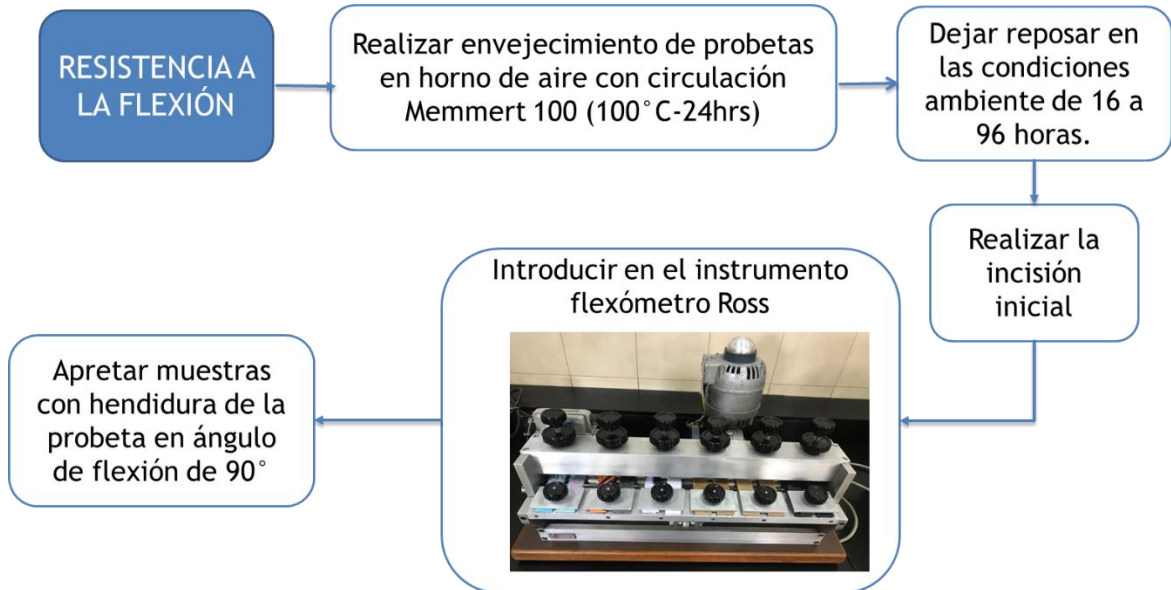 RESISTENCIA A
LA FLEXIÓN
Realizar envejecimiento de probetas
en horno de aire con circulación
Memmert 100 (100°C-24hrs)
Dejar reposar en
las condiciones
ambiente de 16 a
96 horas.
Realizar la
incisión
inicial
Introducir en el instrumento
flexómetro Ross
Apretar muestras
con hendidura de la
probeta en ángulo
de flexión de 90°